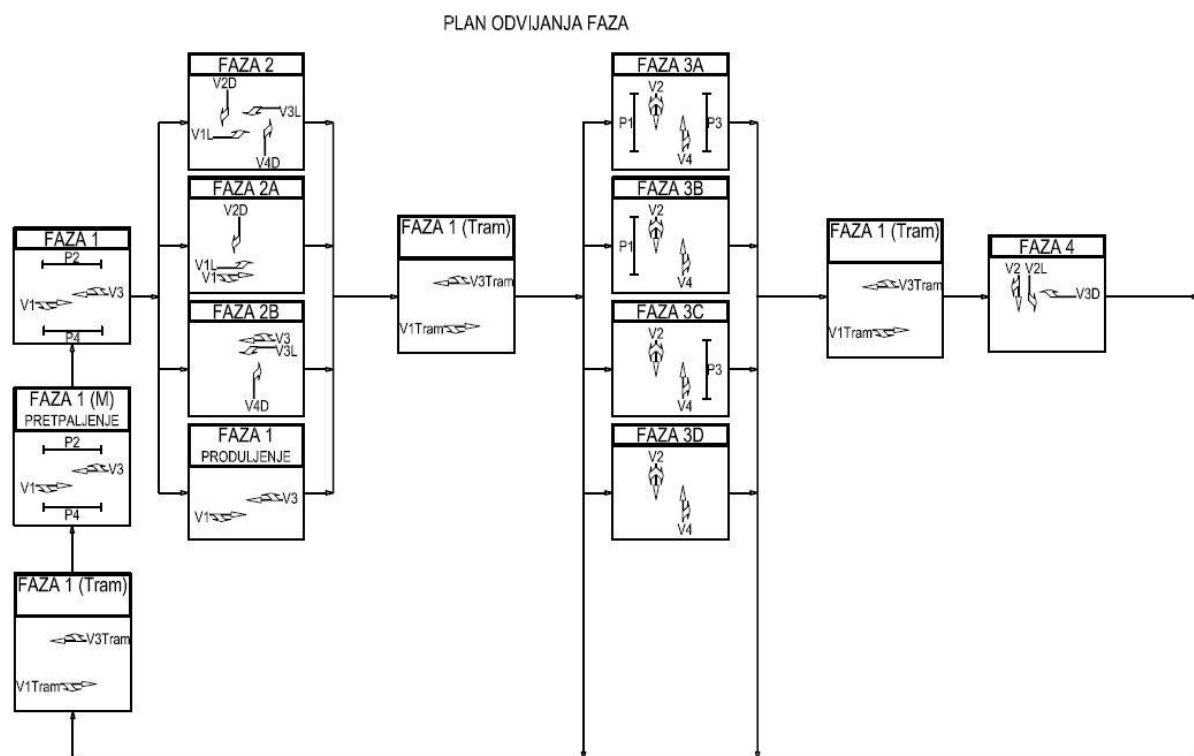 PLAN ODVIJANJA FAZA
FAZA 1
P2
V1
V3
P4
FAZA 1 (M)
PRETPALJENJE
P2
V3
V1
P4
FAZA 1 (Tram)
V3Tram
V1Tram
FAZA 2
V2D
V3L
V1L
V4D
FAZA 2A
V2D
V1L
V1
FAZA 2B
V3
V3L
V4D
FAZA 1
PRODULJENJE
V3
V1
FAZA 1 (Tram)
V3Tram
V1Tram
FAZA 3A
V2
P1
P3
V4
FAZA 3B
V2
P1
V4
FAZA 3C
V2
P3
V4
FAZA 3D
V2
V4
FAZA 1 (Tram)
V3Tram
V1Tram
FAZA 4
V2 V2L
V3D